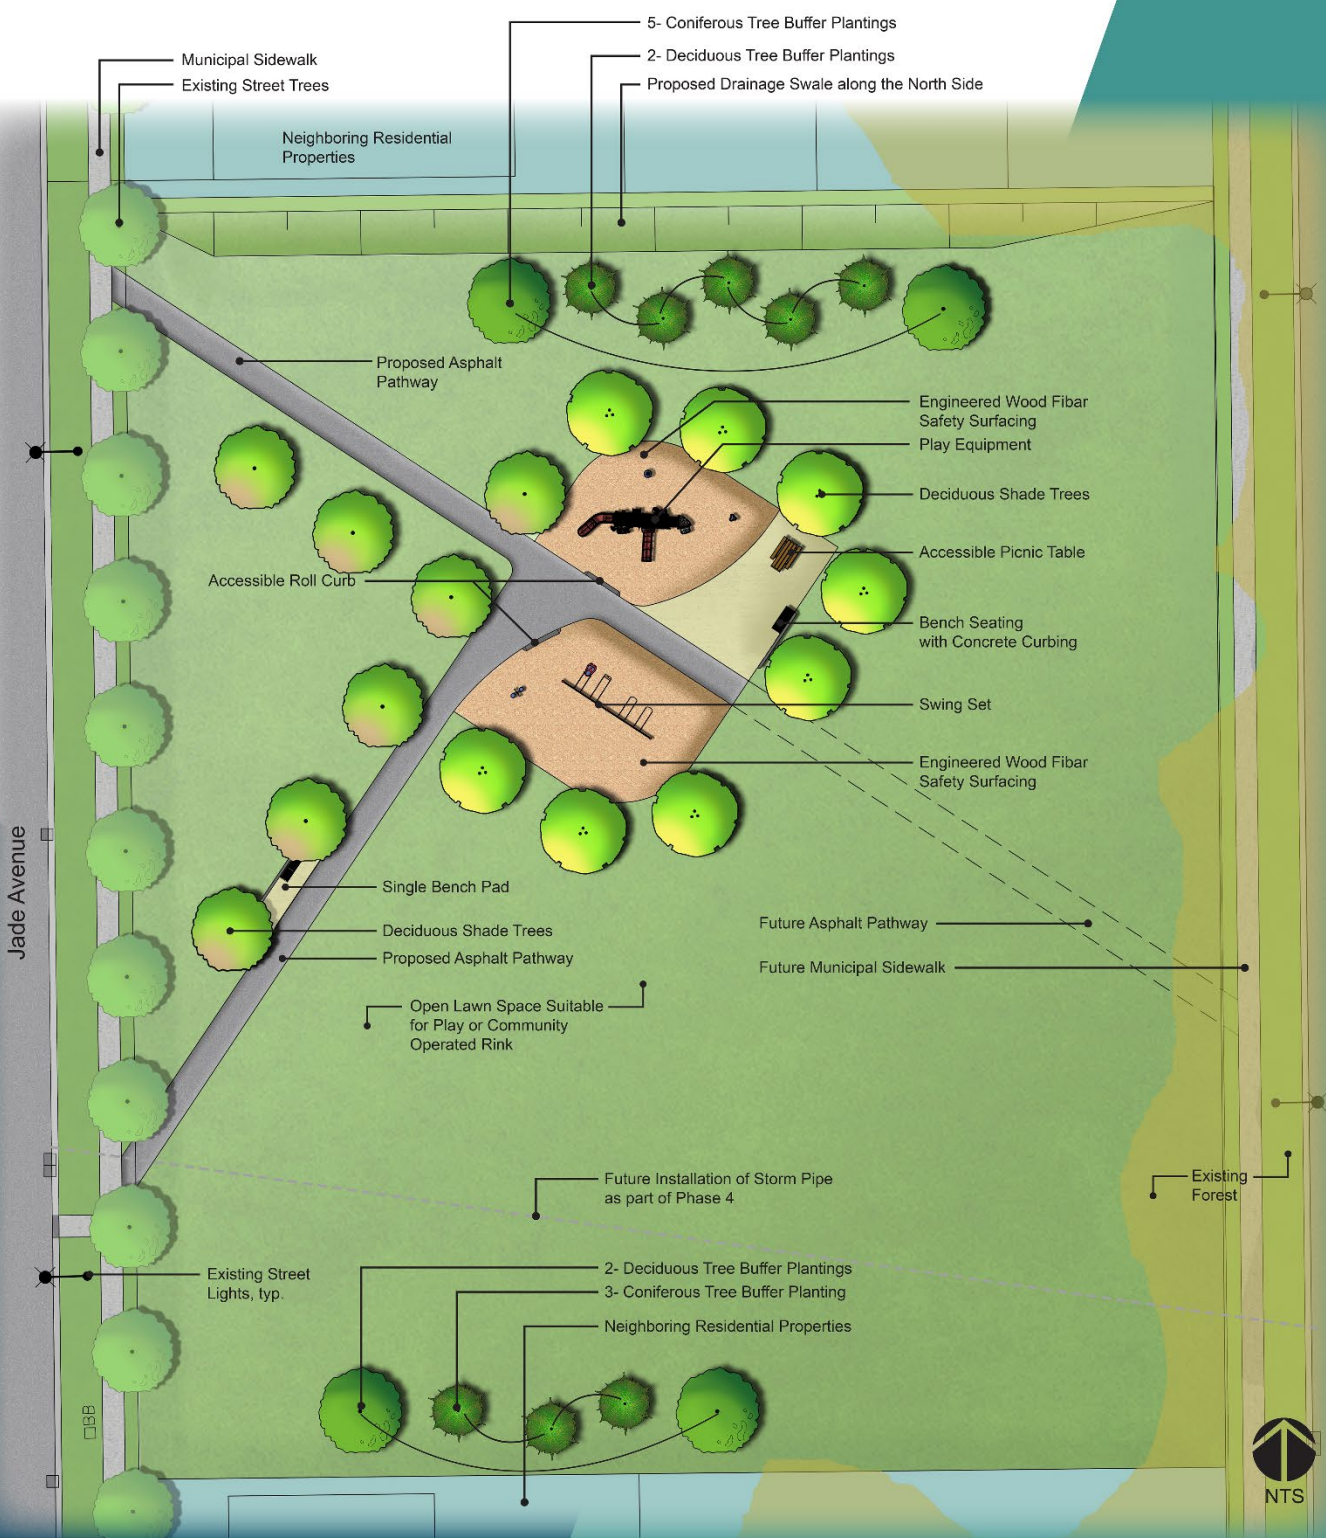 5- Coniferous Tree Buffer Plantings
Municipal Sidewalk
2- Deciduous Tree Buffer Plantings
Existing Street Trees
Proposed Drainage Swale along the North Side
Neighboring Residential
Properties
Proposed Asphalt
Pathway
Engineered Wood Fibar
Safety Surfacing
Play Equipment
Deciduous Shade Trees
Accessible Picnic Table
Accessible Roll Curb
Bench Seating
with Concrete Curbing
Swing Set
Engineered Wood Fibar
Safety Surfacing
Jade Avenue
Single Bench Pad
Deciduous Shade Trees
Proposed Asphalt Pathway
Future Asphalt Pathway
Future Municipal Sidewalk
Open Lawn Space Suitable
for Play or Community
Operated Rink
Future Installation of Storm Pipe
as part of Phase 4
Existing
Forest
Existing Street
Lights, typ.
2- Deciduous Tree Buffer Plantings
3- Coniferous Tree Buffer Planting
Neighboring Residential Properties
NTS